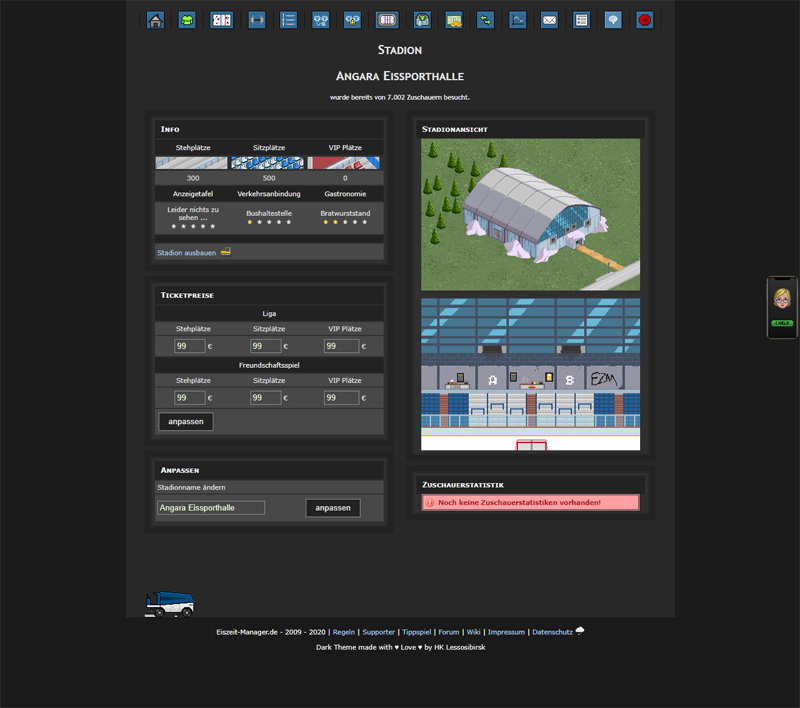 Stadion
Angara Eissporthalle
wurde bereits von 7.002 Zuschauern besucht.
Info
Stehplätze Sitzplätze VIP Plätze
300 500 0
Anzeigetafel Verkehrsanbindung Gastronomie
Leider nichts zu sehen ...
Bushaltestelle
Bratwurststand
Stadion ausbauen
Ticketpreise
Liga
Stehplätze Sitzplätze VIP Plätze
99 € 99 € 99 €
Freundschaftsspiel
Stehplätze Sitzplätze VIP Plätze
99 € 99 € 99 €
anpassen
Anpassen
Stadionname ändern
Angara Eissporthalle anpassen
Stadionansicht
A B EZM
Zuschauerstatistik
Noch keine Zuschauerstatistiken vorhanden!
Eiszeit-Manager.de - 2009 - 2020 | Regeln | Supporter | Tippspiel | Forum | Wiki | Impressum | Datenschutz
Dark Theme made with ♥ Love ♥ by HK Lessosibirsk